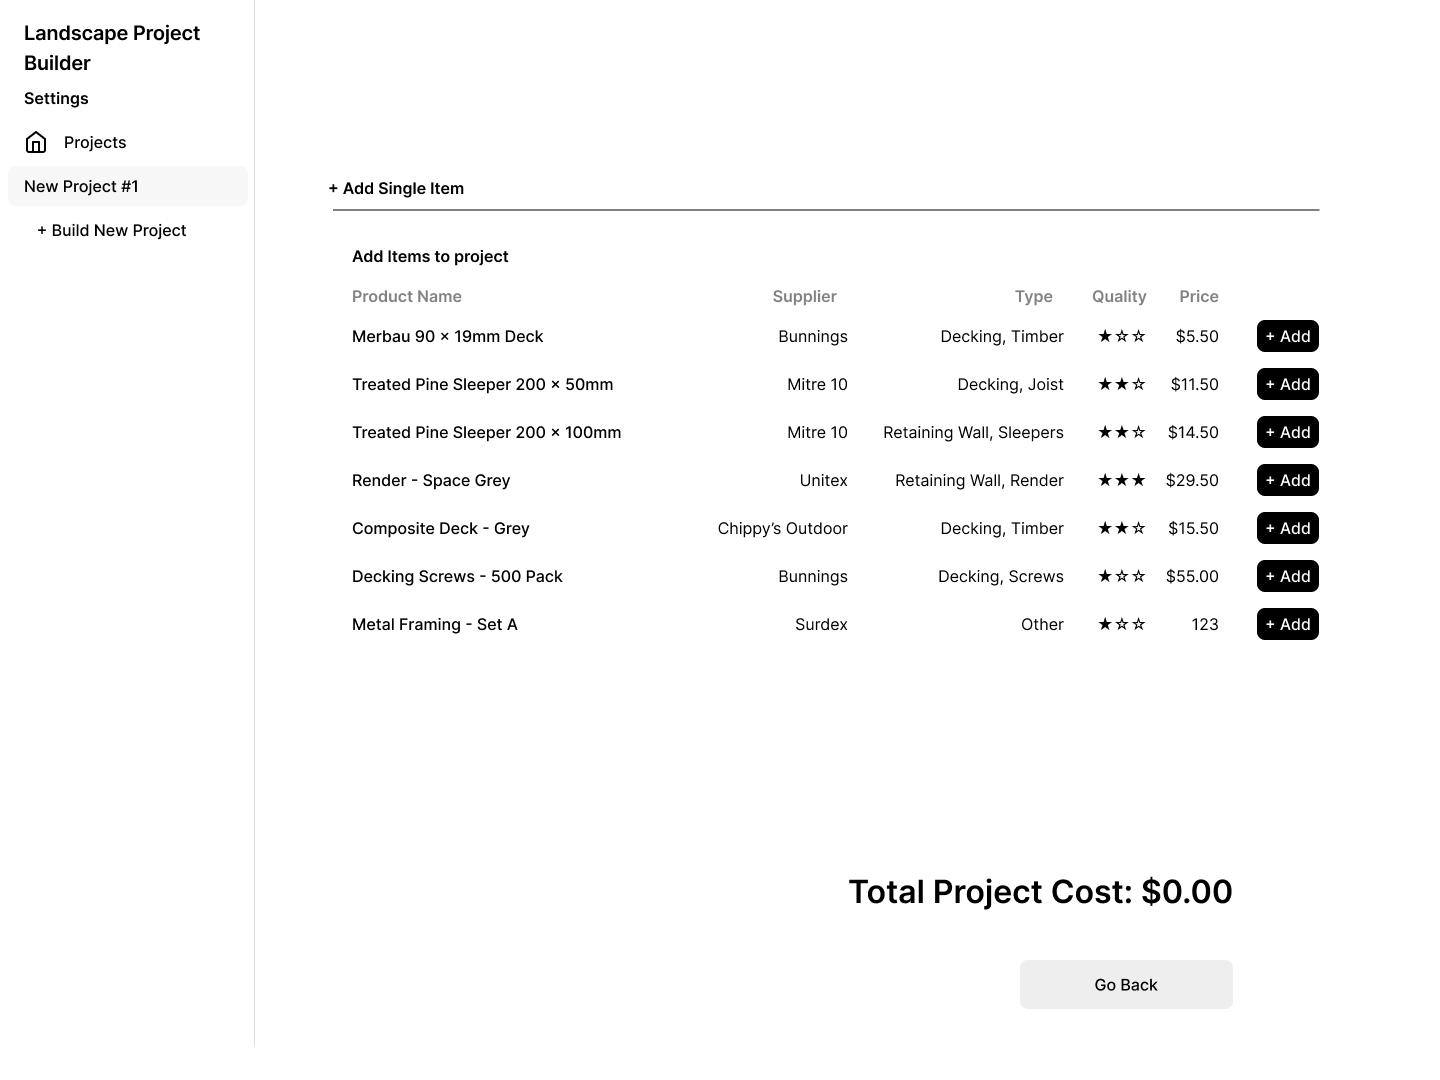 Landscape Project
Builder
Settings
Projects
New Project #1
+ Build New Project
+ Add Single Item
Add Items to project
Product Name Supplier Type Quality Price
Merbau 90 x 19mm Deck Bunnings Decking, Timber ★☆☆ $5.50 + Add
Treated Pine Sleeper 200 x 50mm Mitre 10 Decking, Joist ★★☆ $11.50 + Add
Treated Pine Sleeper 200 x 100mm Mitre 10 Retaining Wall, Sleepers ★★☆ $14.50 + Add
Render - Space Grey Unitex Retaining Wall, Render ★★★ $29.50 + Add
Composite Deck - Grey Chippy’s Outdoor Decking, Timber ★★☆ $15.50 + Add
Decking Screws - 500 Pack Bunnings Decking, Screws ★☆☆ $55.00 + Add
Metal Framing - Set A Surdex Other ★☆☆ 123 + Add
Total Project Cost: $0.00
Go Back